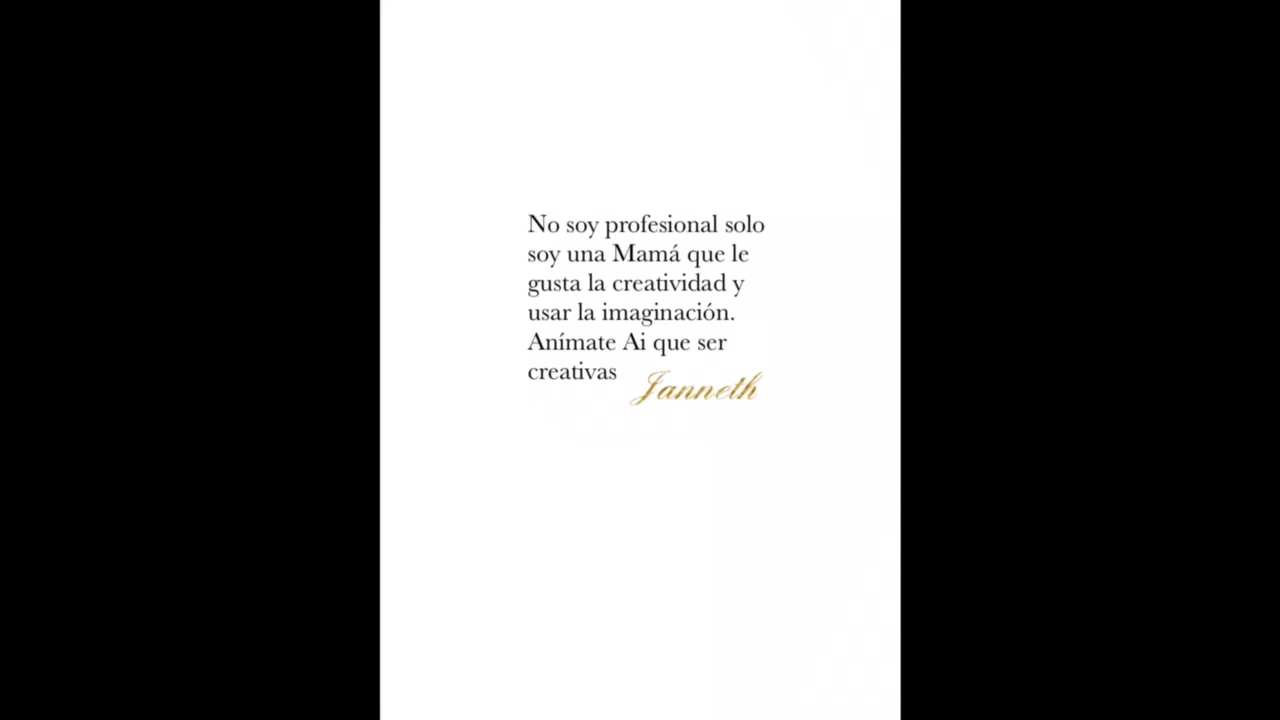 No soy profesional solo
soy una Mamá que le
gusta la creatividad y
usar la imaginación.
Anímate Ai que ser
creativas
Janneth